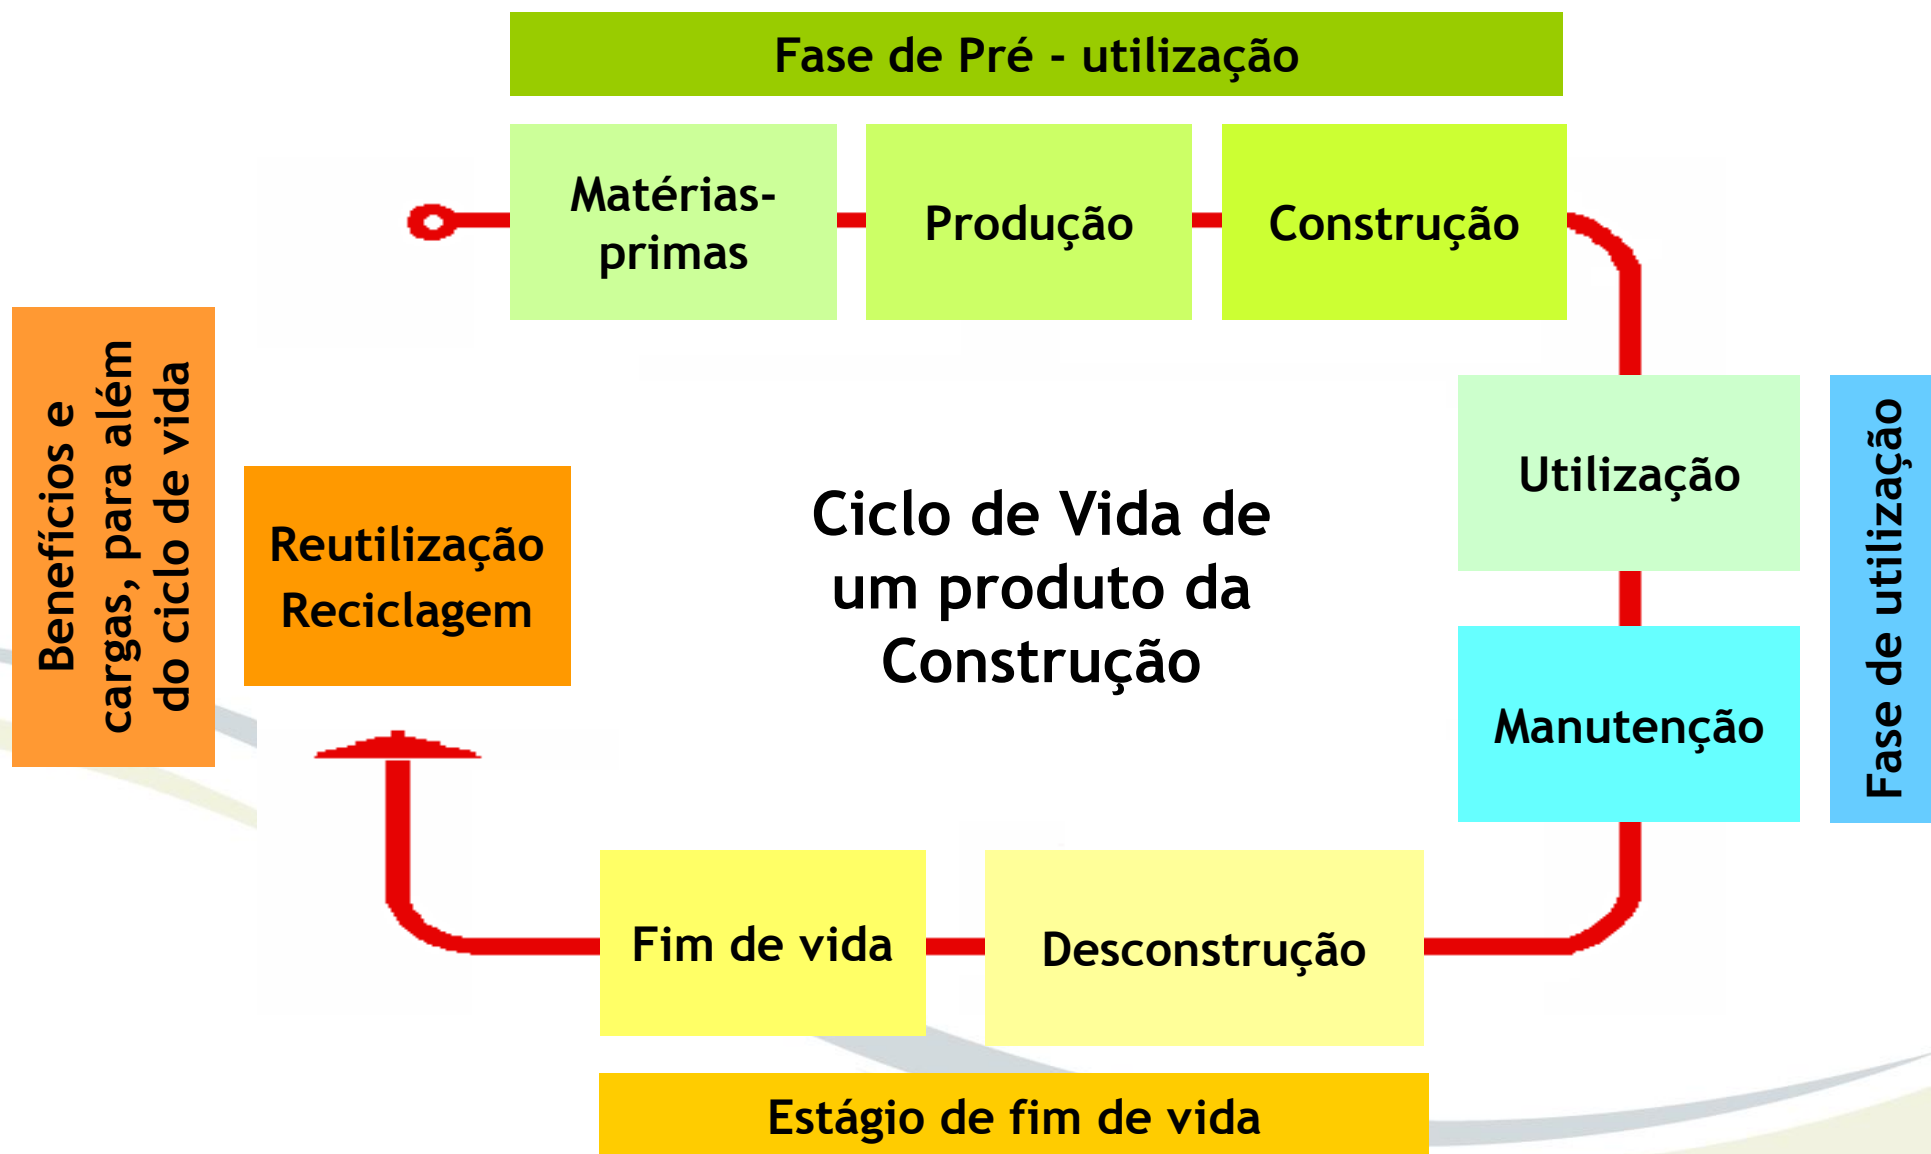 Fase de Pré - utilização
Matérias-
primas
Produção
Construção
Benefícios e
cargas, para além
do ciclo de vida
Reutilização
Reciclagem
Ciclo de Vida de
um produto da
Construção
Utilização
Manutenção
Fase de utilização
Fim de vida
Desconstrução
Estágio de fim de vida